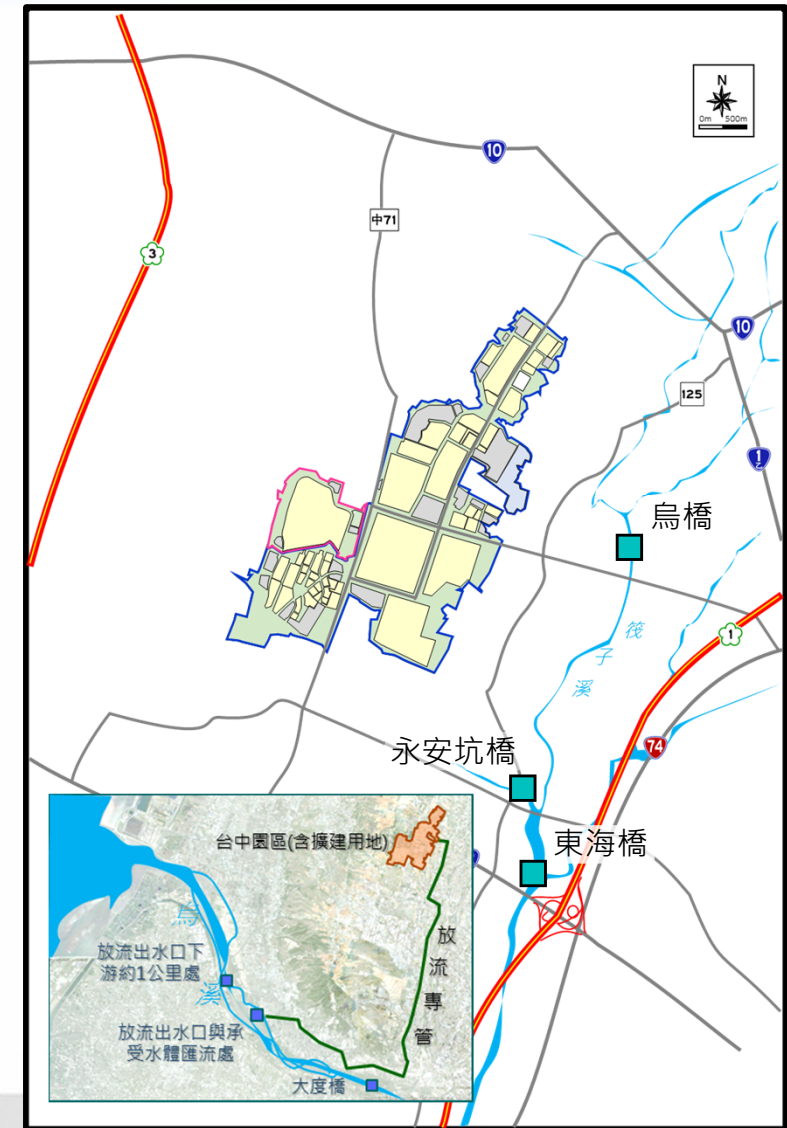 N
0m 500m
10
中71
3
10
125
1
乙
烏橋
筏子溪
1
74
永安坑橋
東海橋
台中園區(含擴建用地)
烏溪
放流專管
放流出水口下
游約1公里處
放流出水口與承
受水體匯流處
大度橋